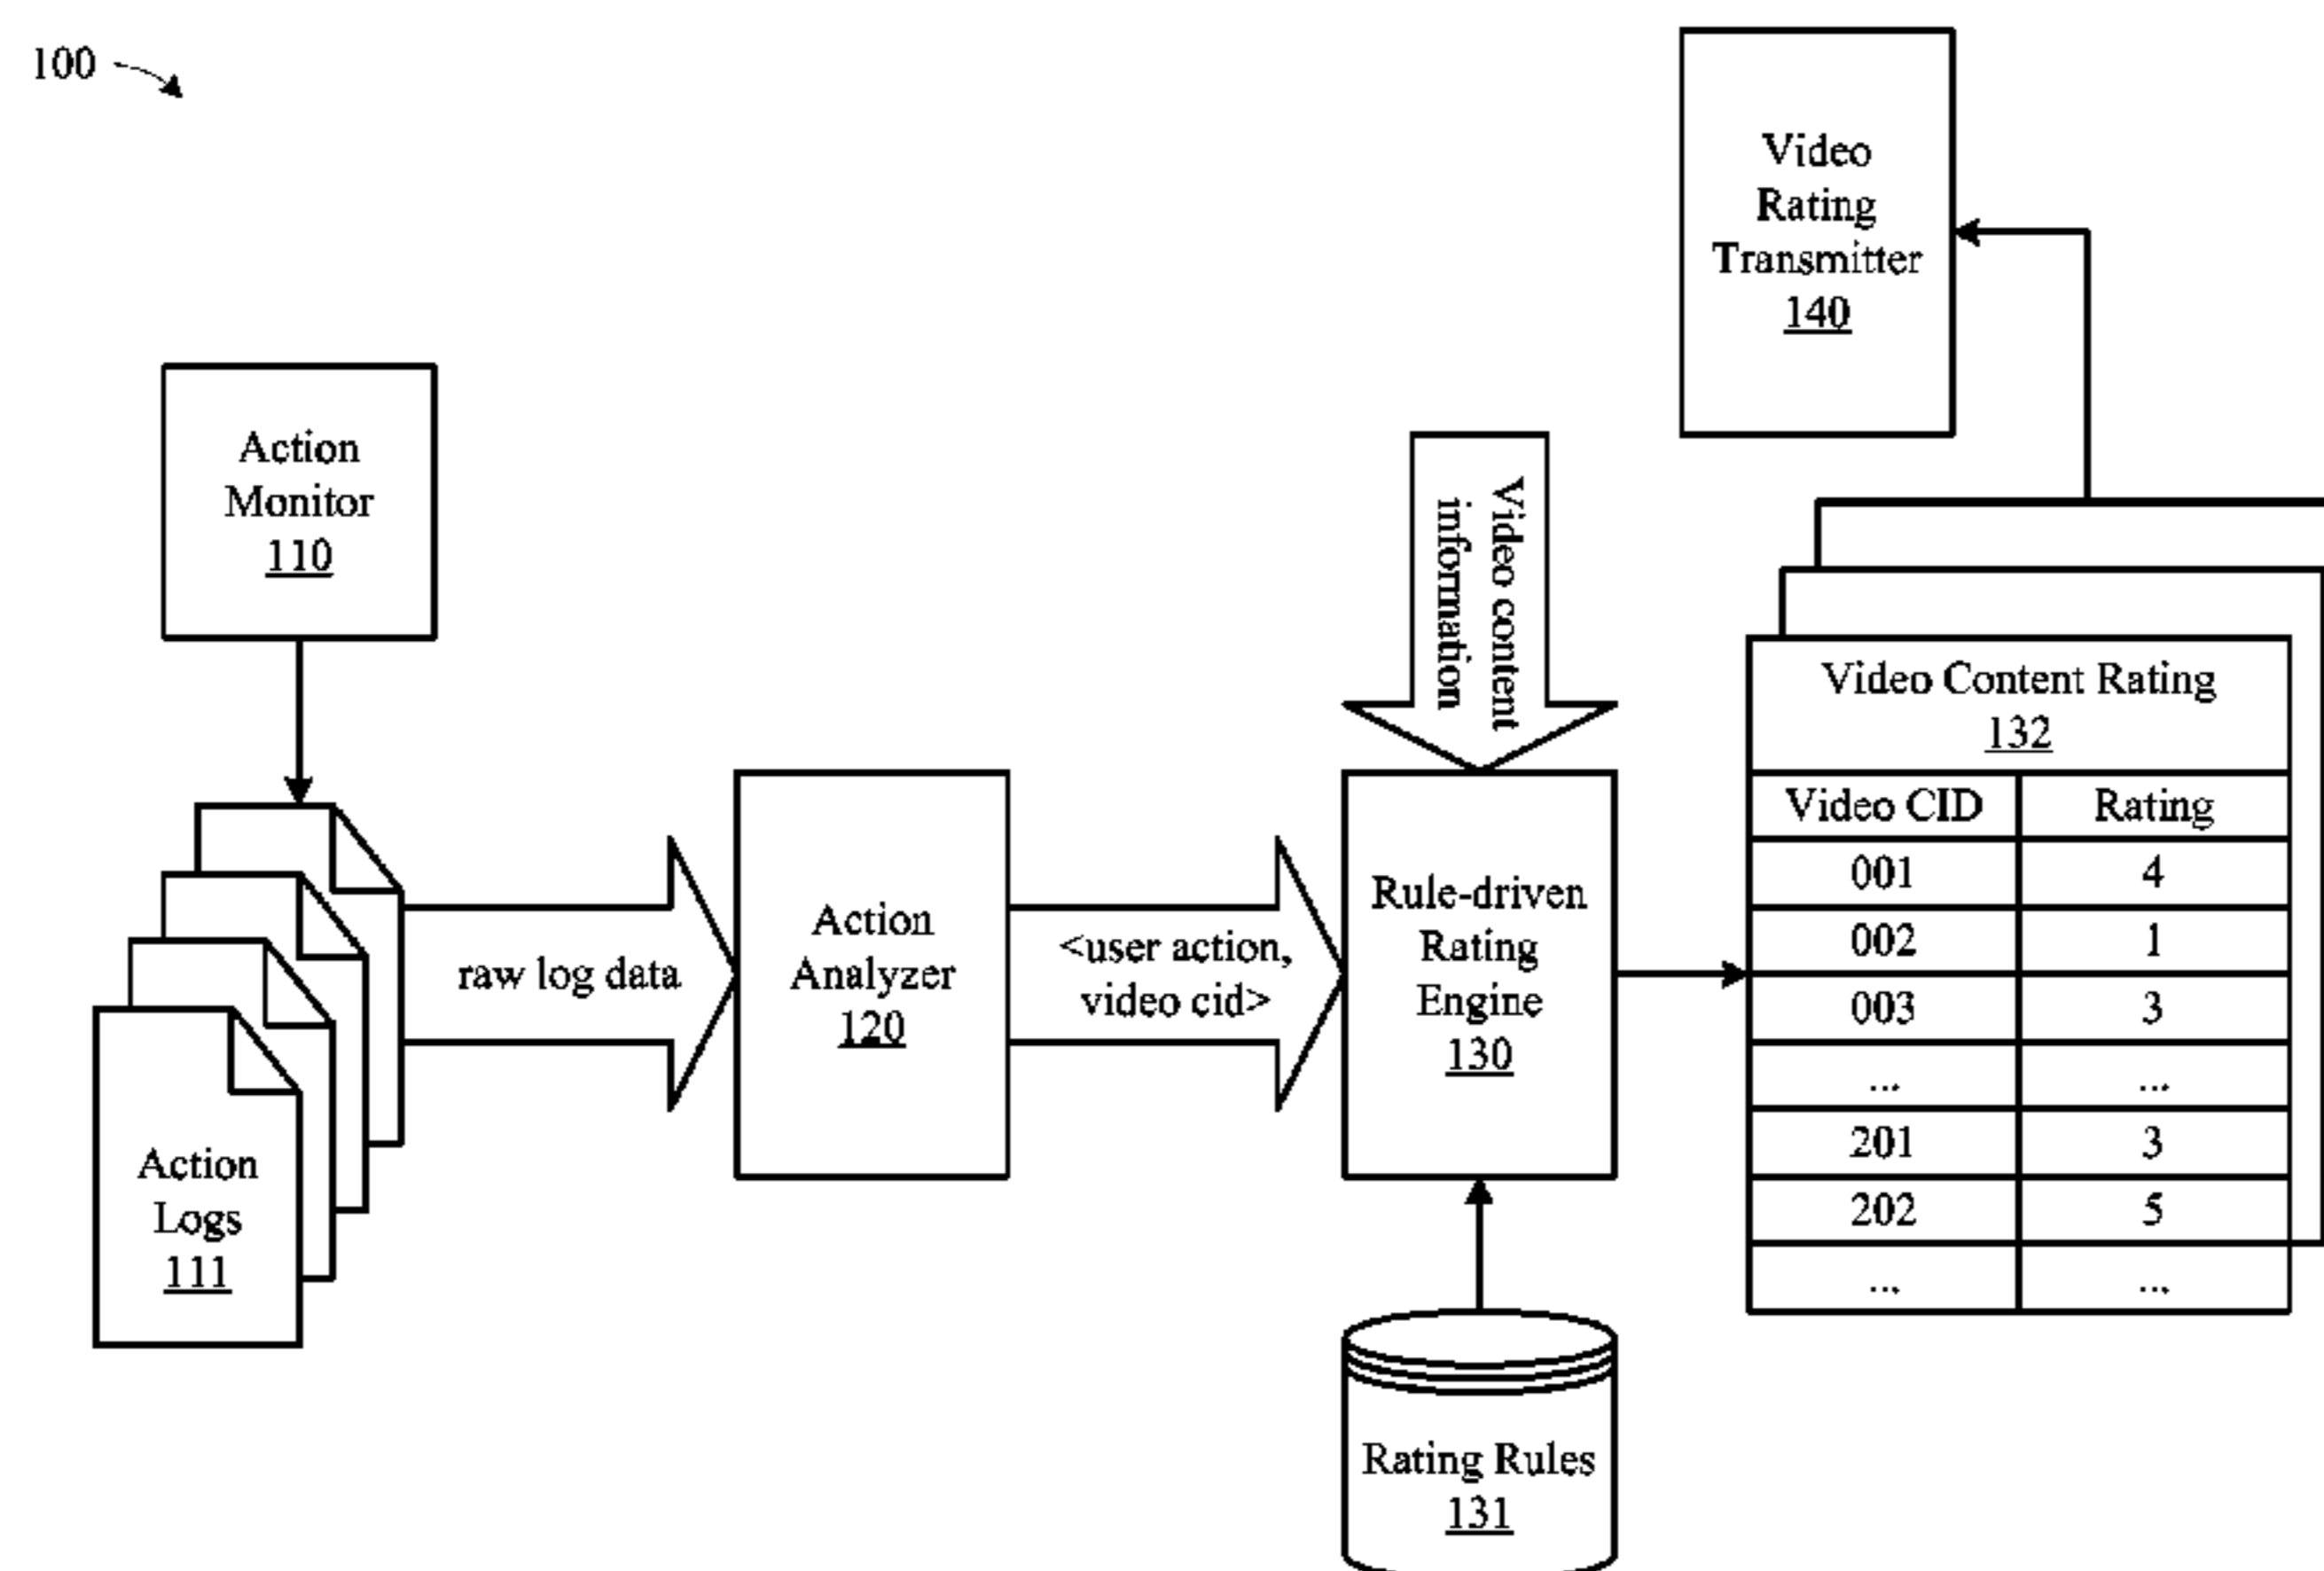 100
Video
Rating
Transmitter
140
Action
Monitor
110
Video content
information
Video Content Rating
132
Video CID Rating
001 4
002 1
003 3
... ...
201 3
202 5
... ...
raw log data
Action
Analyzer
120
<user action,
video cid>
Rule-driven
Rating
Engine
130
Action
Logs
111
Rating Rules
131